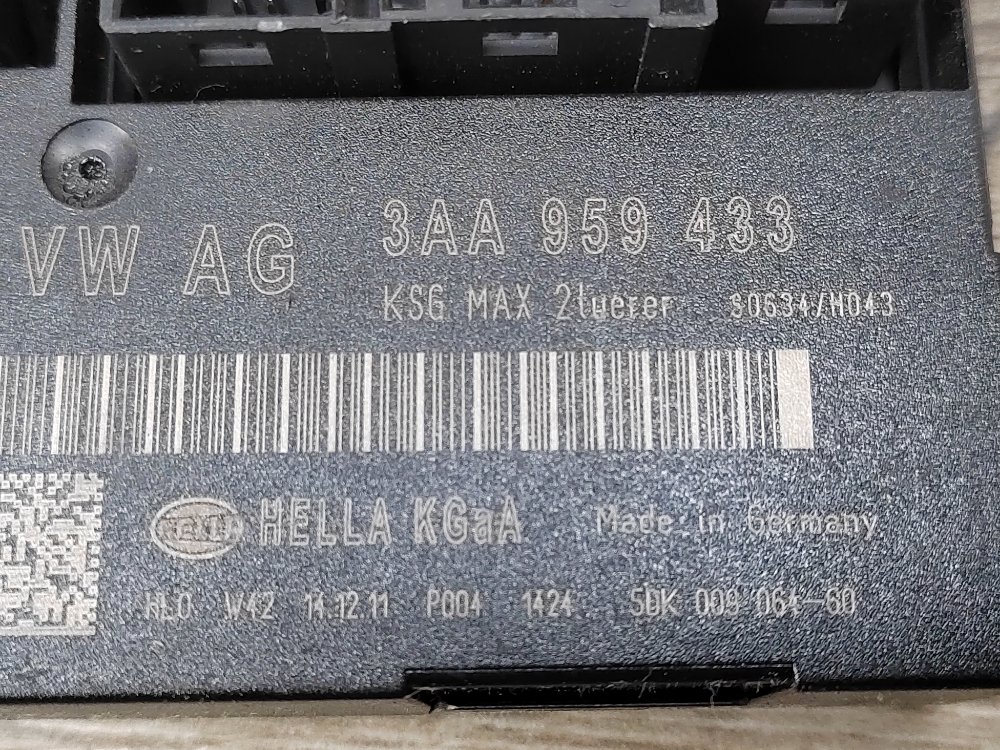 VW AG 3AA 959 433
KSG MAX 2tuerer S0634/H043
HELLA HELLA KGaA Made in Germany
HLO W42 14.12.11 P004 1424 5DK 009 064-60